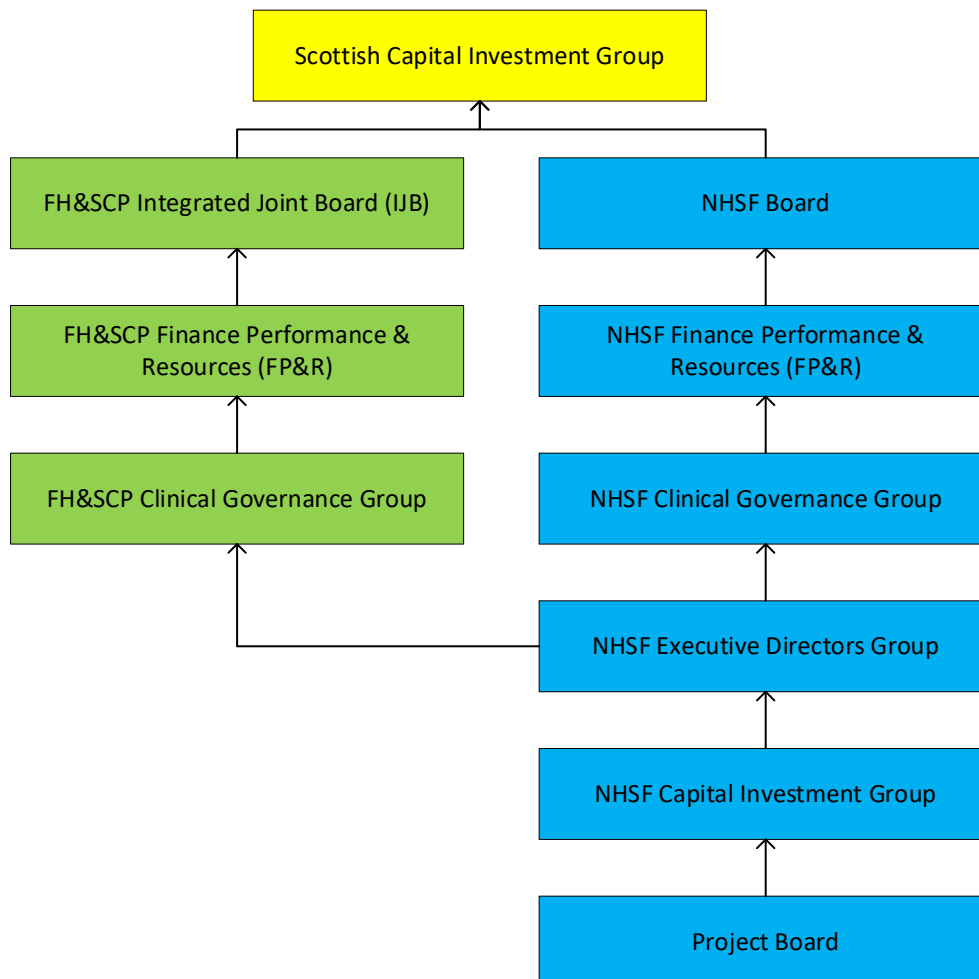 Scottish Capital Investment Group
FH&SCP Integrated Joint Board (IJB)
NHSF Board
FH&SCP Finance Performance &
Resources (FP&R)
NHSF Finance Performance &
Resources (FP&R)
FH&SCP Clinical Governance Group
NHSF Clinical Governance Group
NHSF Executive Directors Group
NHSF Capital Investment Group
Project Board